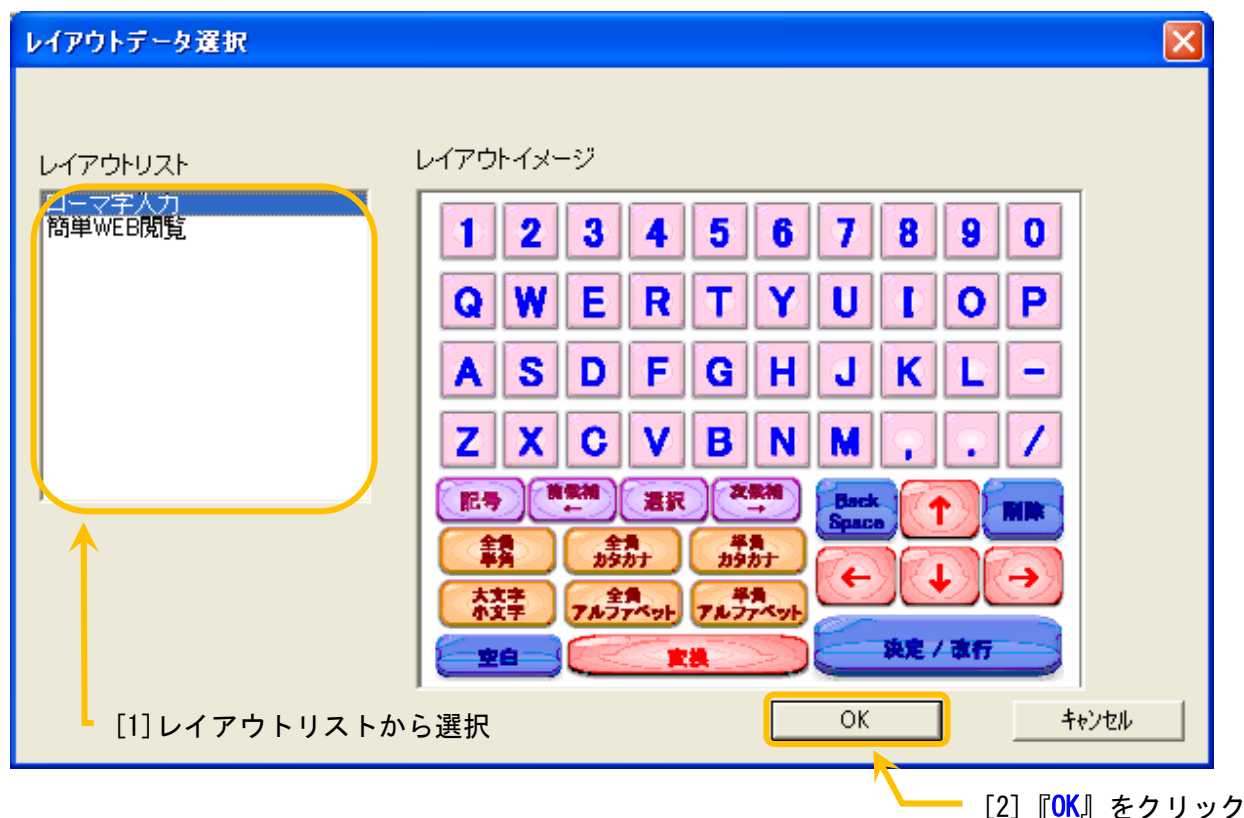 レイアウトデータ選択
レイアウトリスト
レイアウトイメージ
ローマ字入力
簡単WEB閲覧
1 2 3 4 5 6 7 8 9 0
Q W E R T Y U I O P
A S D F G H J K L -
Z X C V B N M , . /
記号 前候補 ← 選択 次候補 → Back Space ↑ 削除
全角 半角 全角 カタカナ 半角 カタカナ ← ↓ →
大文字 小文字 全角 アルファベット 半角 アルファベット
空白 変換 決定 / 改行
[1]レイアウトリストから選択
OK キャンセル
[2]『OK』をクリック